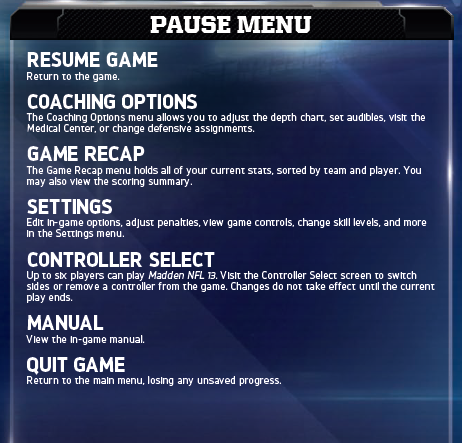 PAUSE MENU
RESUME GAME
Return to the game.
COACHING OPTIONS
The Coaching Options menu allows you to adjust the depth chart, set audibles, visit the
Medical Center, or change defensive assignments.
GAME RECAP
The Game Recap menu holds all of your current stats, sorted by team and player. You
may also view the scoring summary.
SETTINGS
Edit in-game options, adjust penalties, view game controls, change skill levels, and more
in the Settings menu.
CONTROLLER SELECT
Up to six players can play Madden NFL 13. Visit the Controller Select screen to switch
sides or remove a controller from the game. Changes do not take effect until the current
play ends.
MANUAL
View the in-game manual.
QUIT GAME
Return to the main menu, losing any unsaved progress.